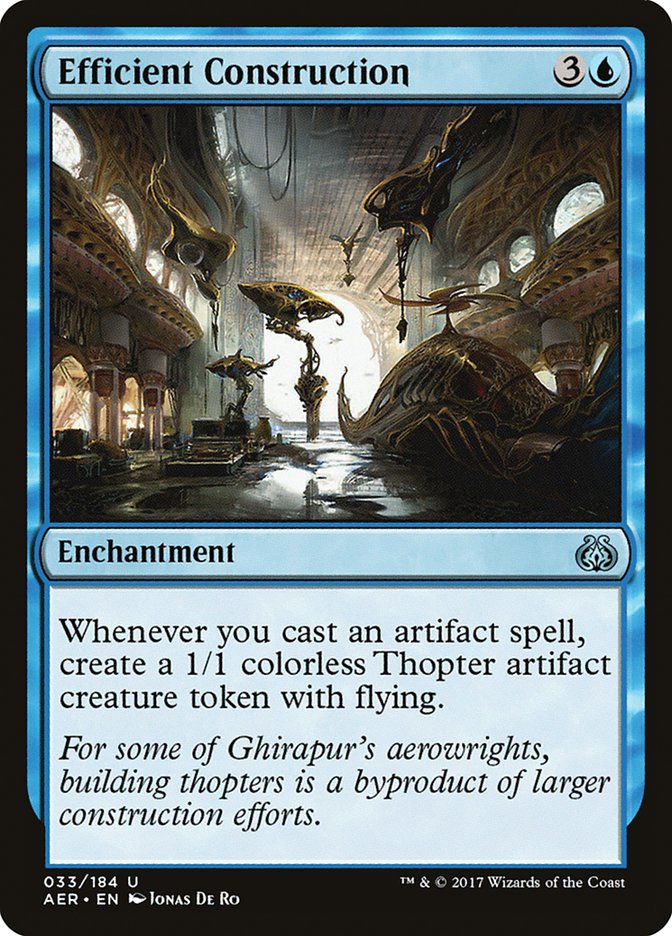 Efficient Construction 3
Enchantment
Whenever you cast an artifact spell,
create a 1/1 colorless Thopter artifact
creature token with flying.
For some of Ghirapur's aerowrights,
building thopters is a byproduct of larger
construction efforts.
033/184 U
™ & © 2017 Wizards of the Coast
AER • EN Jonas De Ro